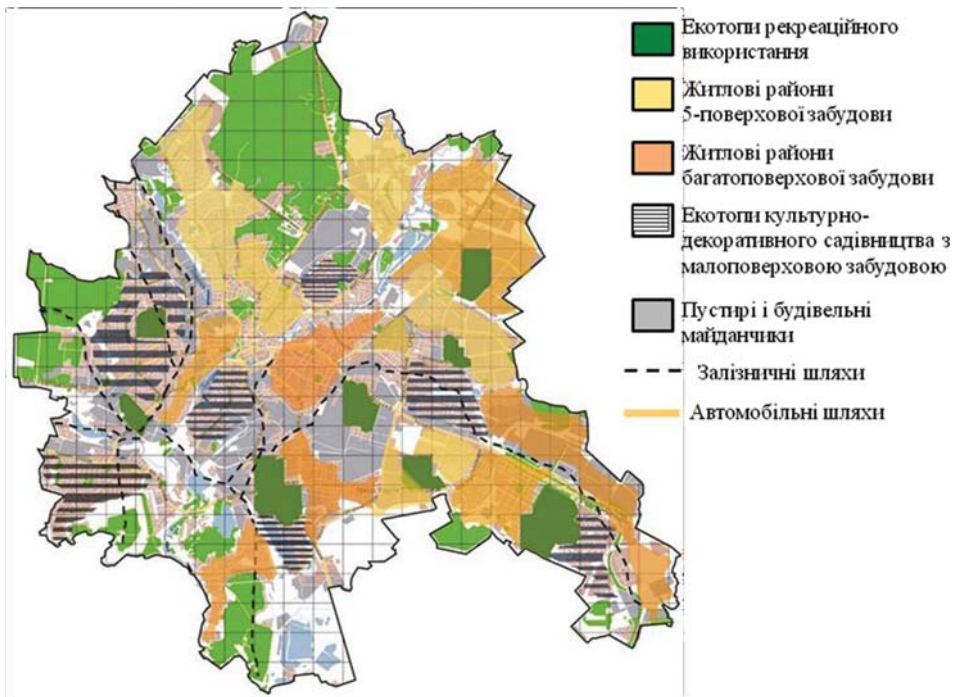 Екотопи рекреаційного
використання
Житлові райони
5-поверхової забудови
Житлові райони
багатоповерхової забудови
Екотопи культурно-
декоративного садівництва з
малоповерховою забудовою
Пустирі і будівельні
майданчики
Залізничні шляхи
Автомобільні шляхи